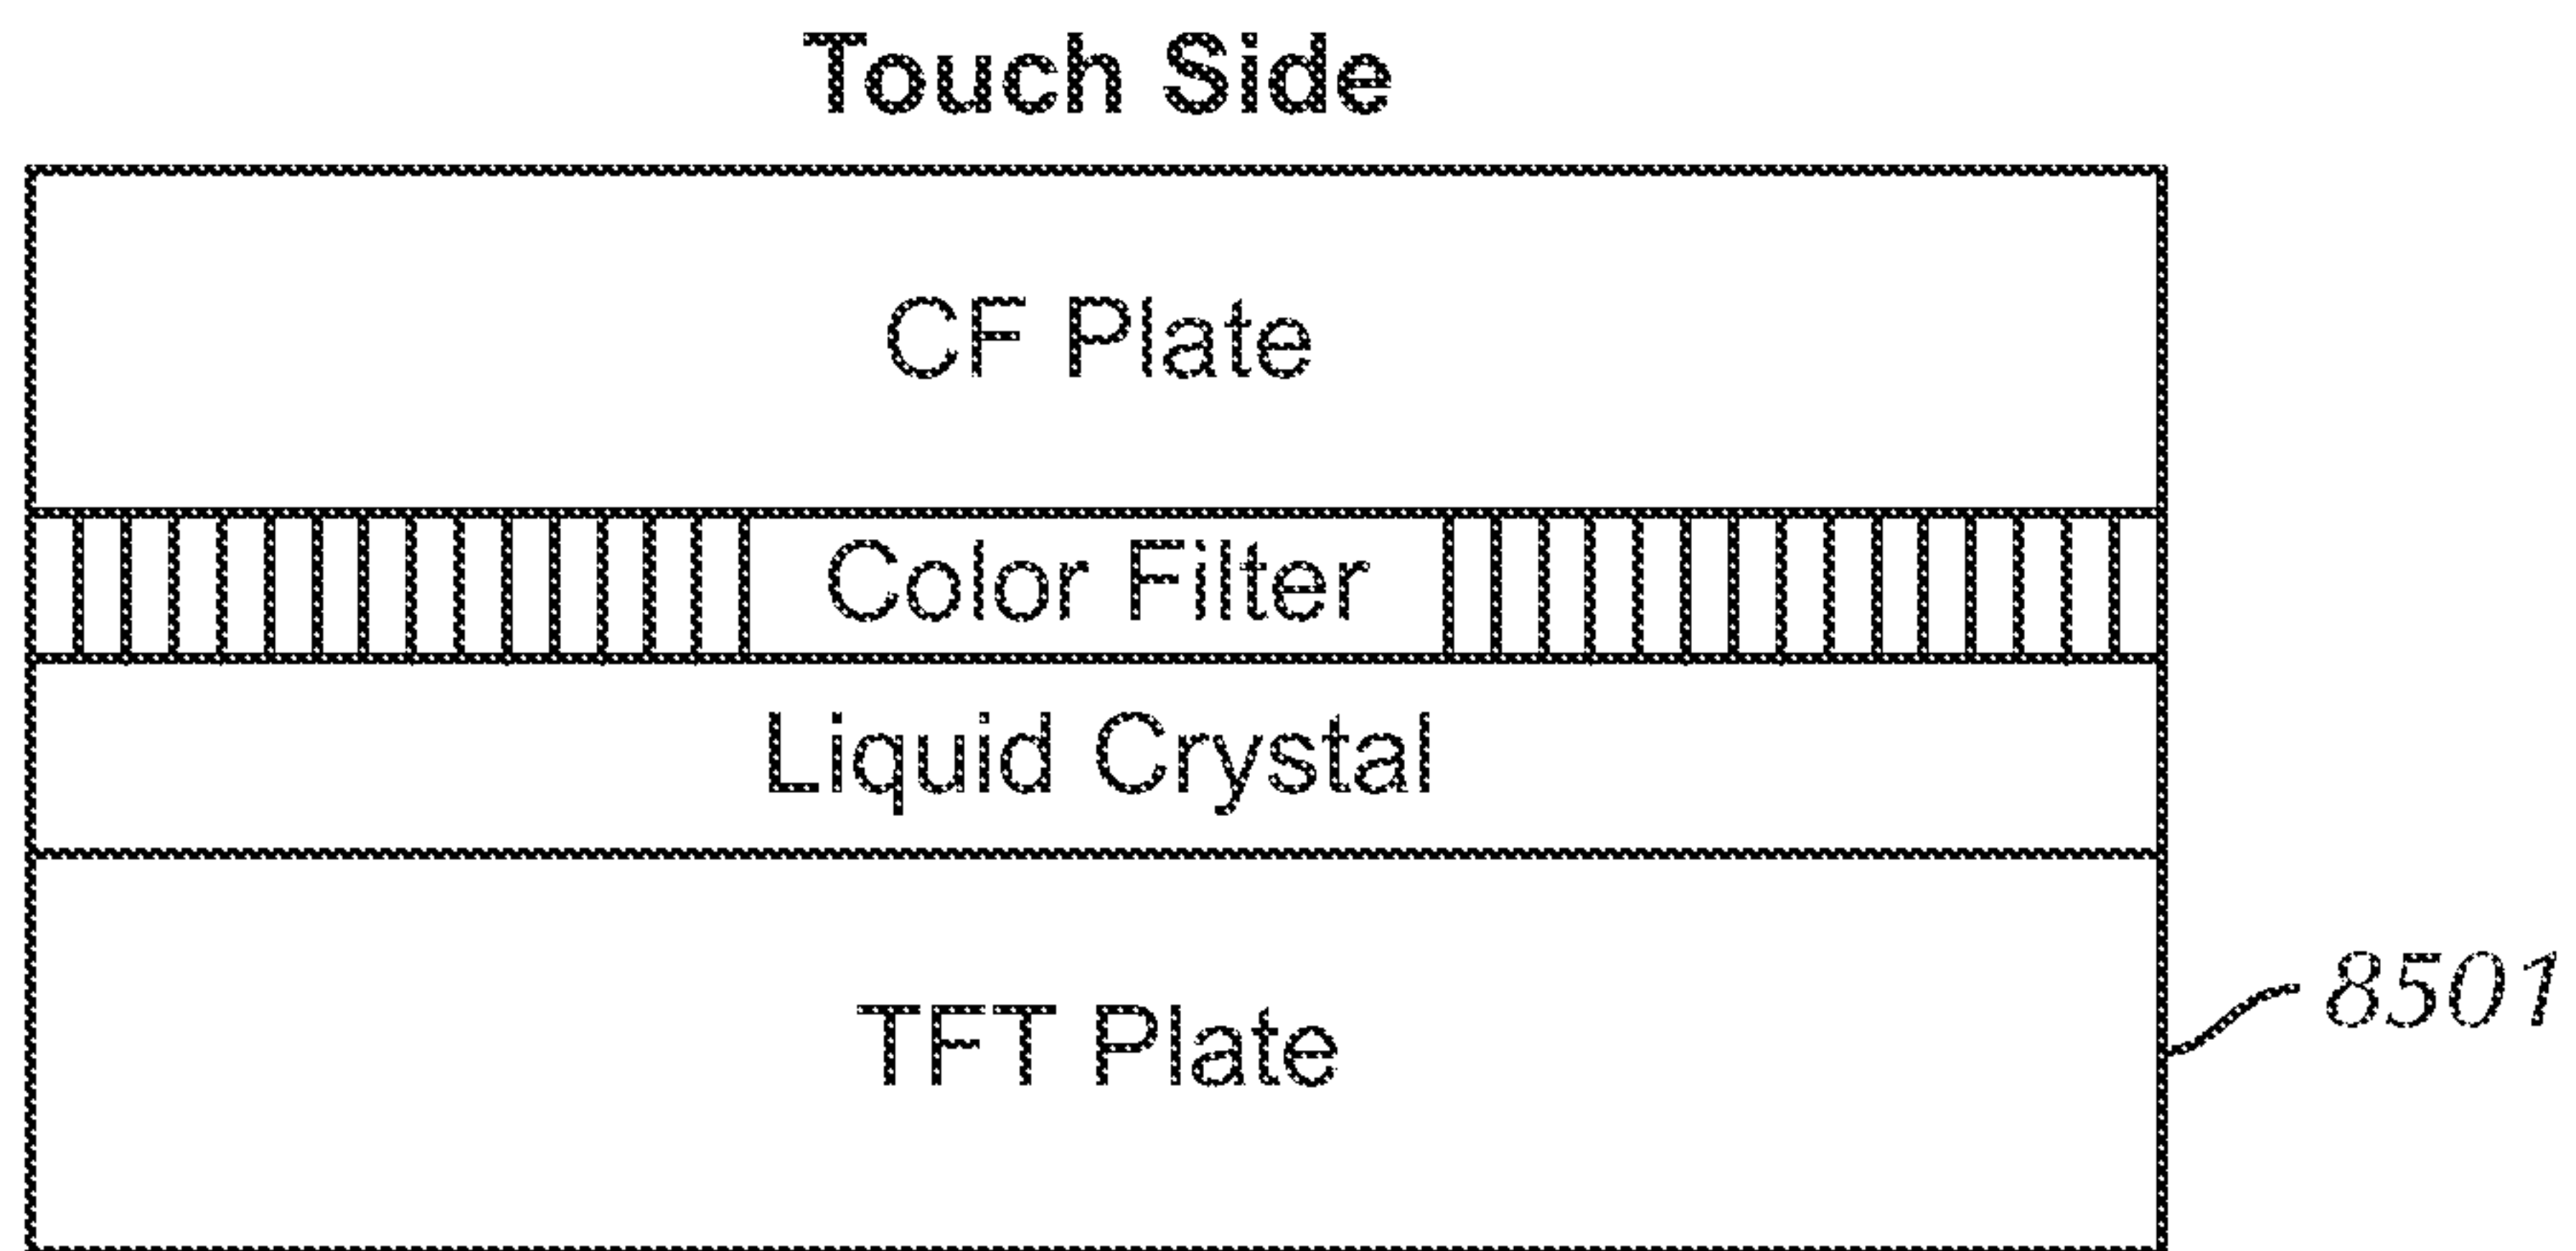 Touch Side
CF Plate
Color Filter
Liquid Crystal
TFT Plate
8501